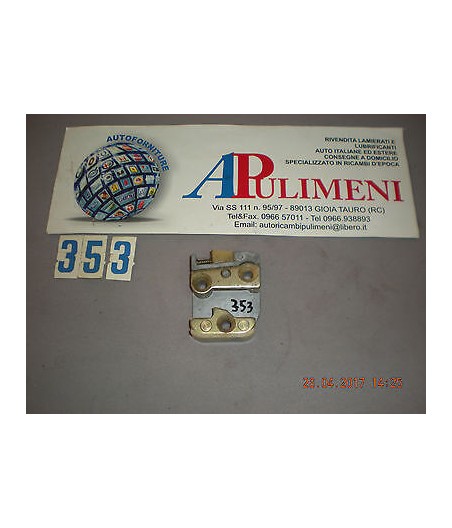 AUTOFORNITURE
RIVENDITA LAMIERATI E
LUBRIFICANTI
AUTO ITALIANE ED ESTERE
CONSEGNE A DOMICILIO
SPECIALIZZATO IN RICAMBI D'EPOCA
APULIMENI
Via SS 111 n. 95/97 - 89013 GIOIA TAURO (RC)
Tel&Fax. 0966 57011 - Tel 0966.938893
Email: autoricambipulimeni@libero.it
353
353
28.04.2017 14:25